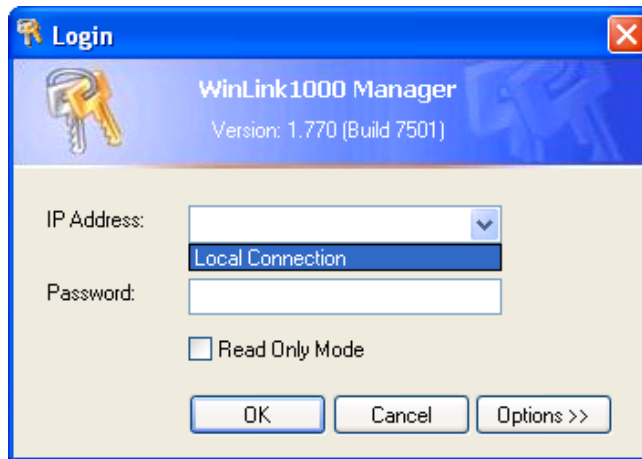 Login
WinLink1000 Manager
Version: 1.770 (Build 7501)
IP Address:
Local Connection
Password:
Read Only Mode
OK Cancel Options >>